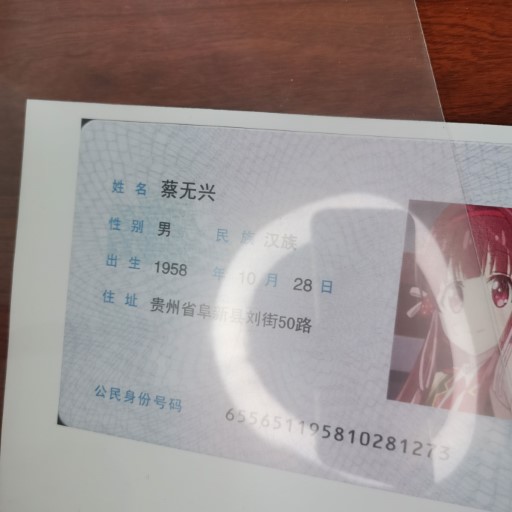 姓名 蔡无兴
性别 男 民族 汉族
出生 1958 年 10 月 28 日
住址 贵州省阜新县刘街50路
公民身份号码 655651195810281273